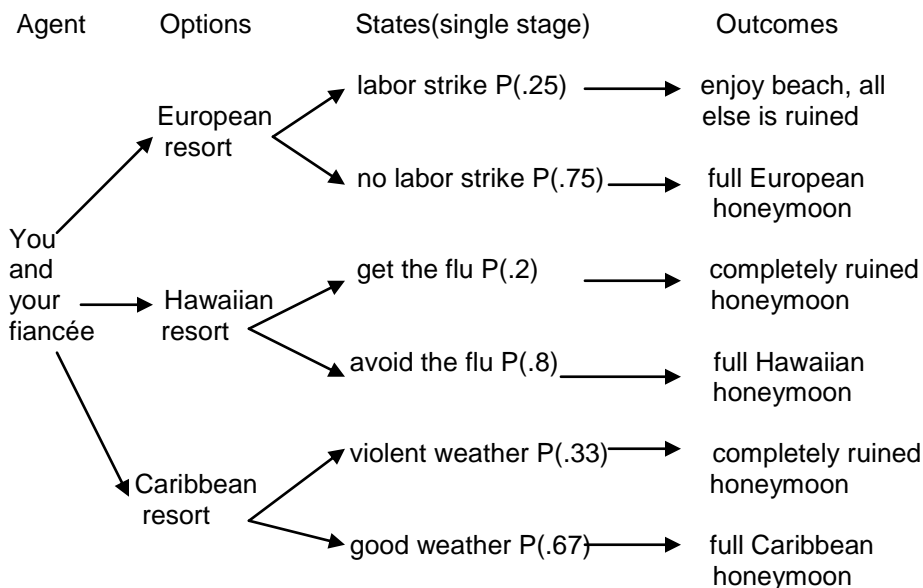 Agent Options States(single stage) Outcomes
labor strike P(.25) enjoy beach, all
else is ruined
European
resort
no labor strike P(.75) full European
honeymoon
You
and
your
fiancée
get the flu P(.2) completely ruined
honeymoon
Hawaiian
resort
avoid the flu P(.8) full Hawaiian
honeymoon
violent weather P(.33) completely ruined
honeymoon
Caribbean
resort
good weather P(.67) full Caribbean
honeymoon